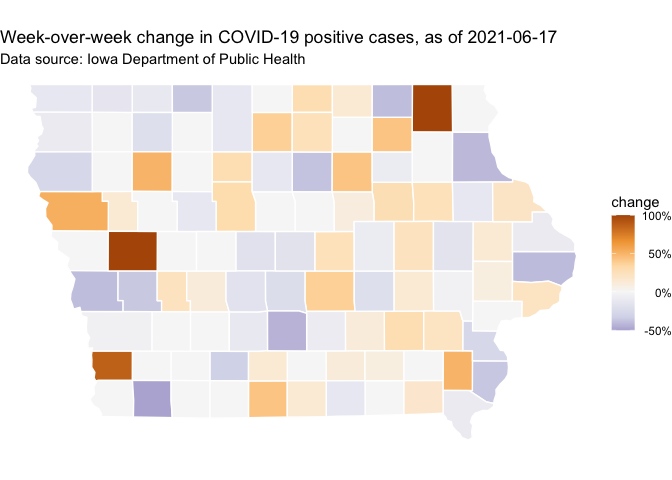 Week-over-week change in COVID-19 positive cases, as of 2021-06-17
Data source: Iowa Department of Public Health
change
100%
50%
0%
-50%